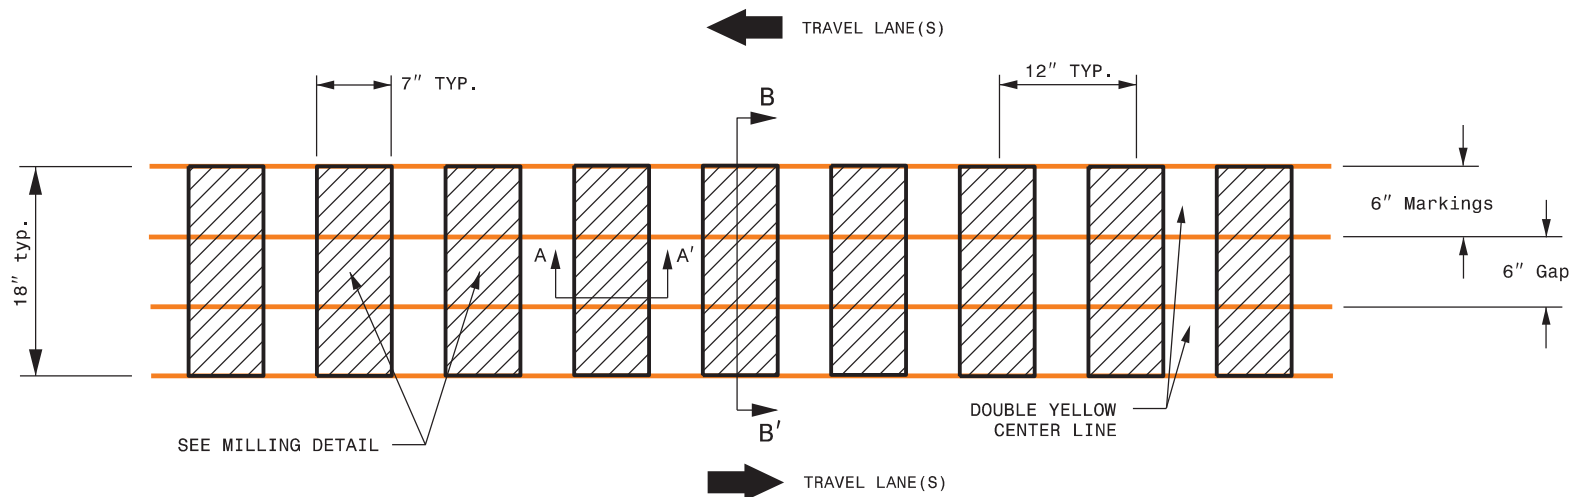 TRAVEL LANE(S)
7" TYP.
12" TYP.
B
18" typ.
6" Markings
A
A'
6" Gap
DOUBLE YELLOW
CENTER LINE
SEE MILLING DETAIL
B'
TRAVEL LANE(S)